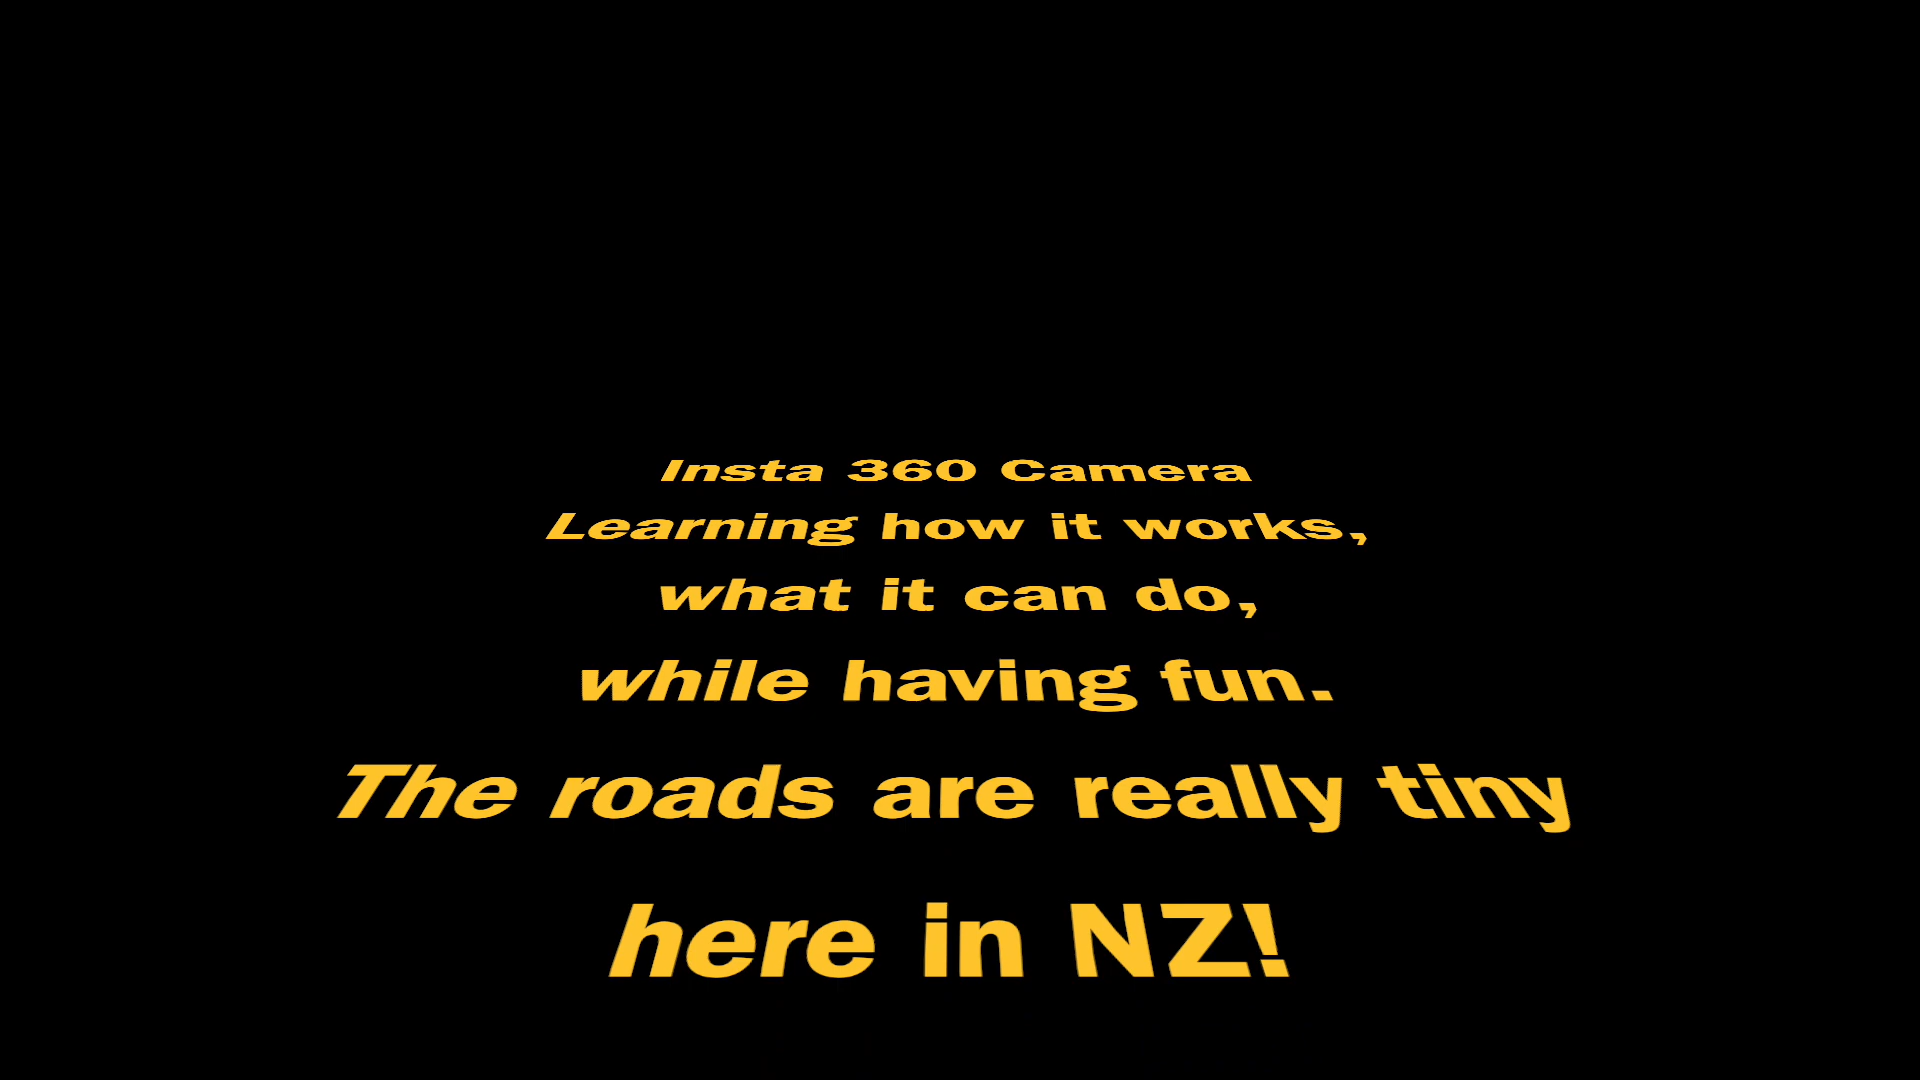 Insta 360 Camera
Learning how it works,
what it can do,
while having fun.
The roads are really tiny
here in NZ!